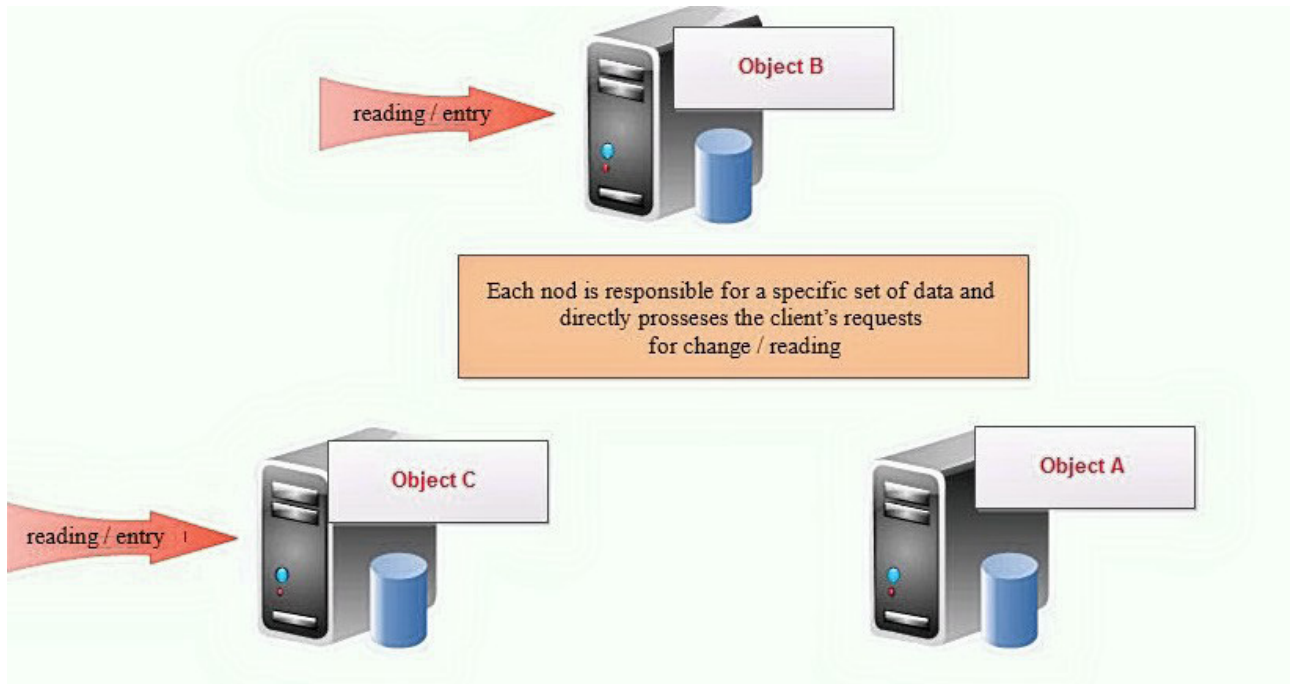 Object B
reading / entry
Each nod is responsible for a specific set of data and
directly prosseses the client's requests
for change / reading
Object C
Object A
reading / entry